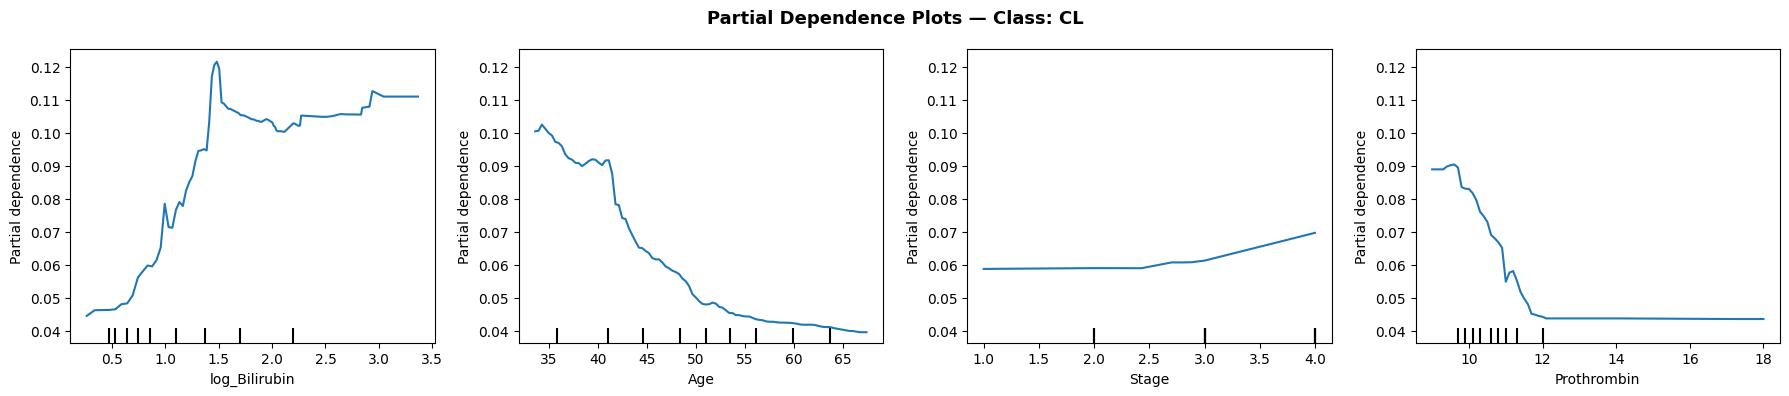 Partial Dependence Plots — Class: CL
Partial dependence
0.12
0.11
0.10
0.09
0.08
0.07
0.06
0.05
0.04
0.5 1.0 1.5 2.0 2.5 3.0 3.5
log_Bilirubin
Partial dependence
0.12
0.11
0.10
0.09
0.08
0.07
0.06
0.05
0.04
35 40 45 50 55 60 65
Age
Partial dependence
0.12
0.11
0.10
0.09
0.08
0.07
0.06
0.05
0.04
1.0 1.5 2.0 2.5 3.0 3.5 4.0
Stage
Partial dependence
0.12
0.11
0.10
0.09
0.08
0.07
0.06
0.05
0.04
10 12 14 16 18
Prothrombin